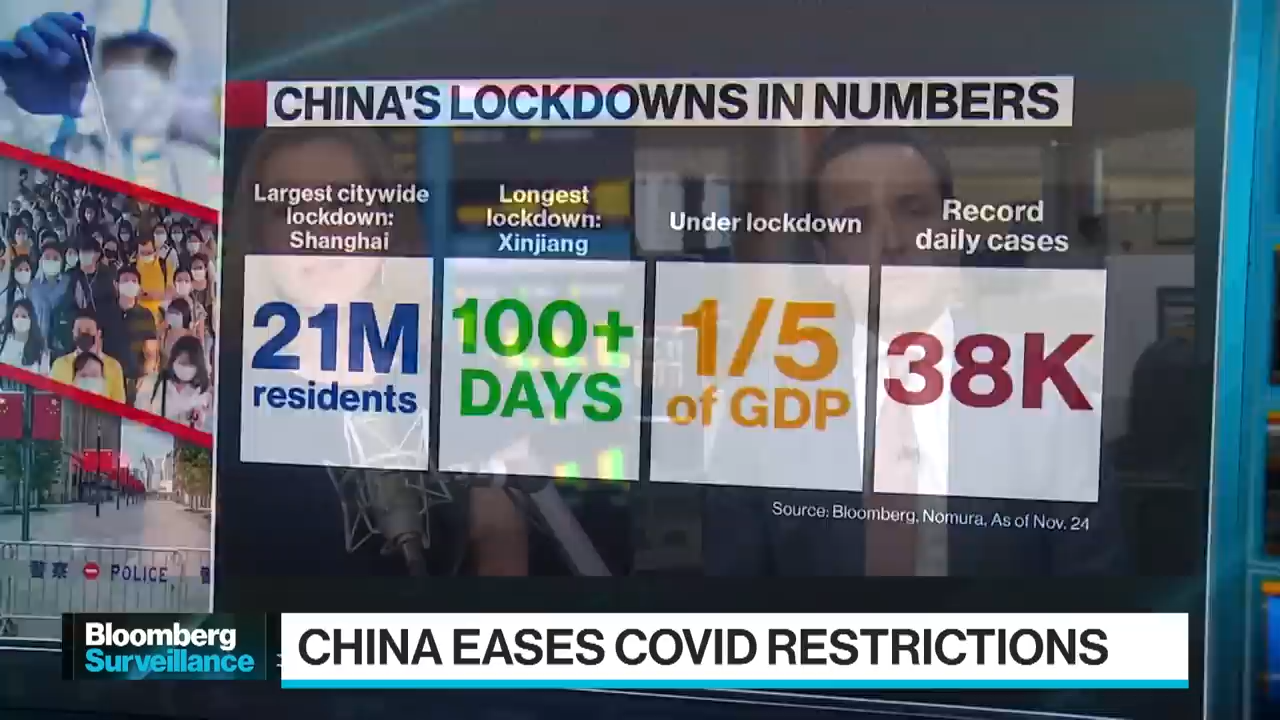 CHINA'S LOCKDOWNS IN NUMBERS
Largest citywide
lockdown:
Shanghai
21M
residents
Longest
lockdown:
Xinjiang
100+
DAYS
Under lockdown
1/5
of GDP
Record
daily cases
38K
Source: Bloomberg, Nomura, As of Nov. 24
警察 POLICE
Bloomberg
Surveillance
CHINA EASES COVID RESTRICTIONS